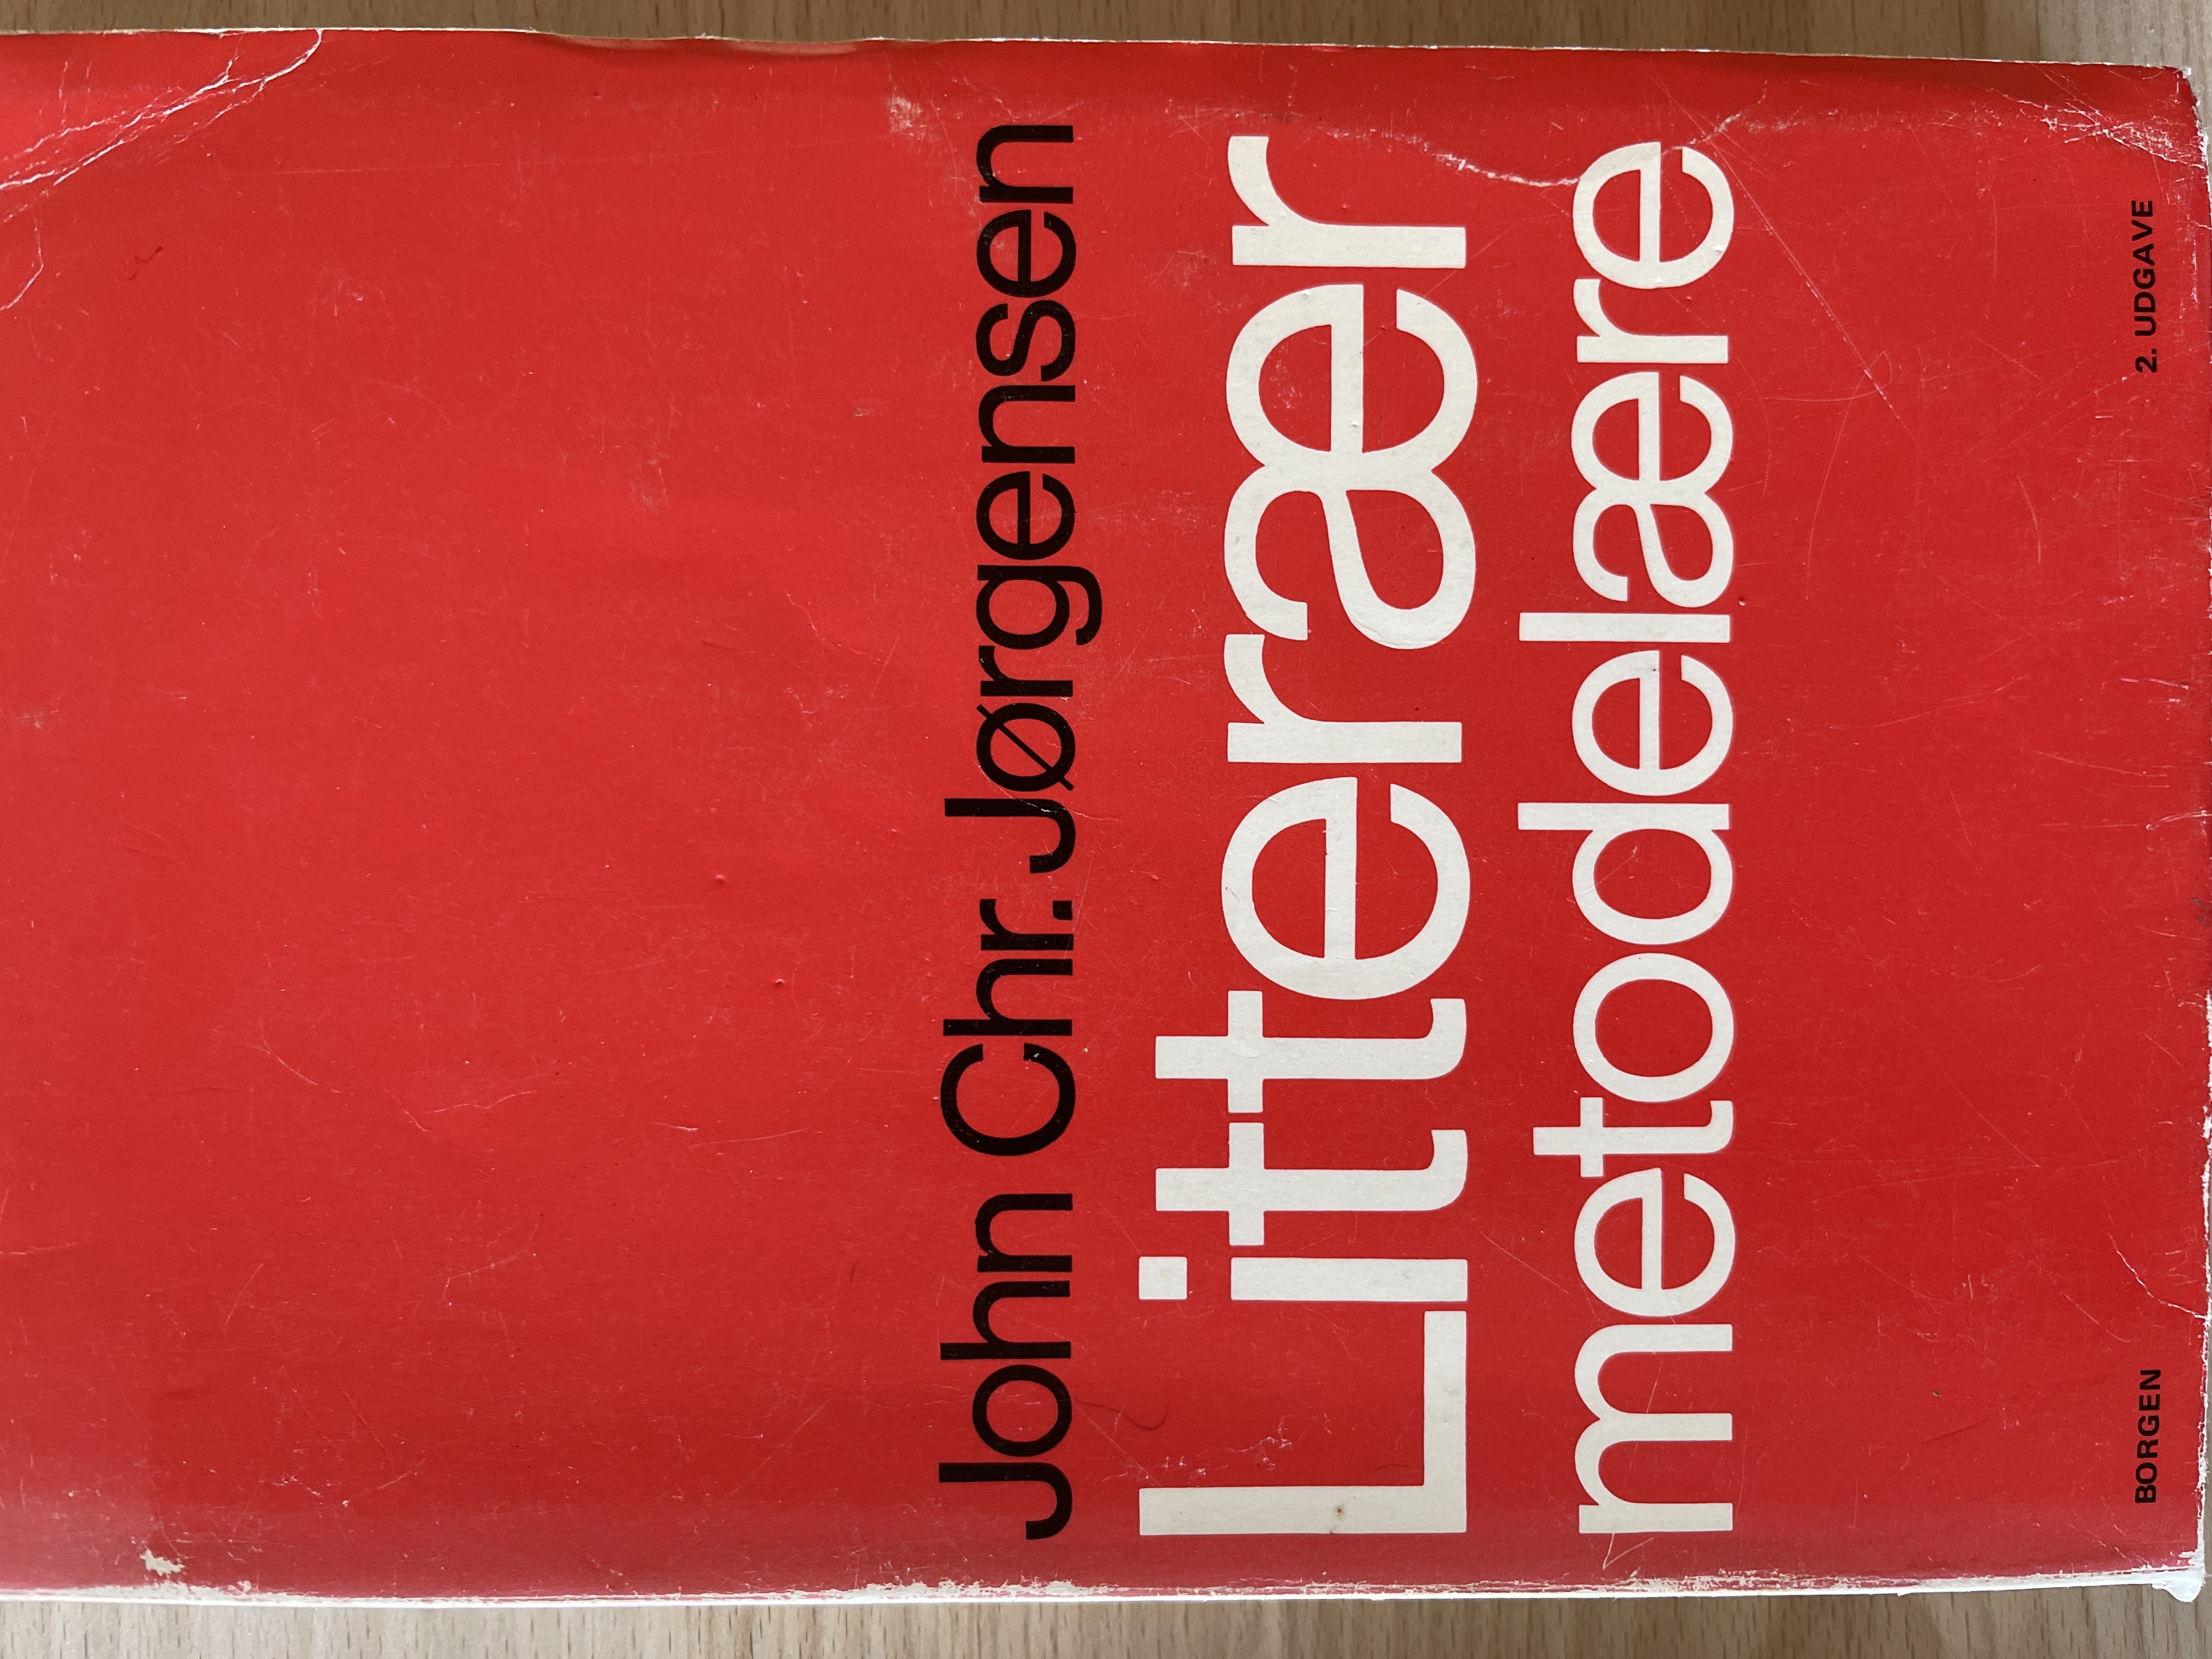 John Chr. Jørgensen
Litterær
metodelære
BORGEN
2. UDGAVE